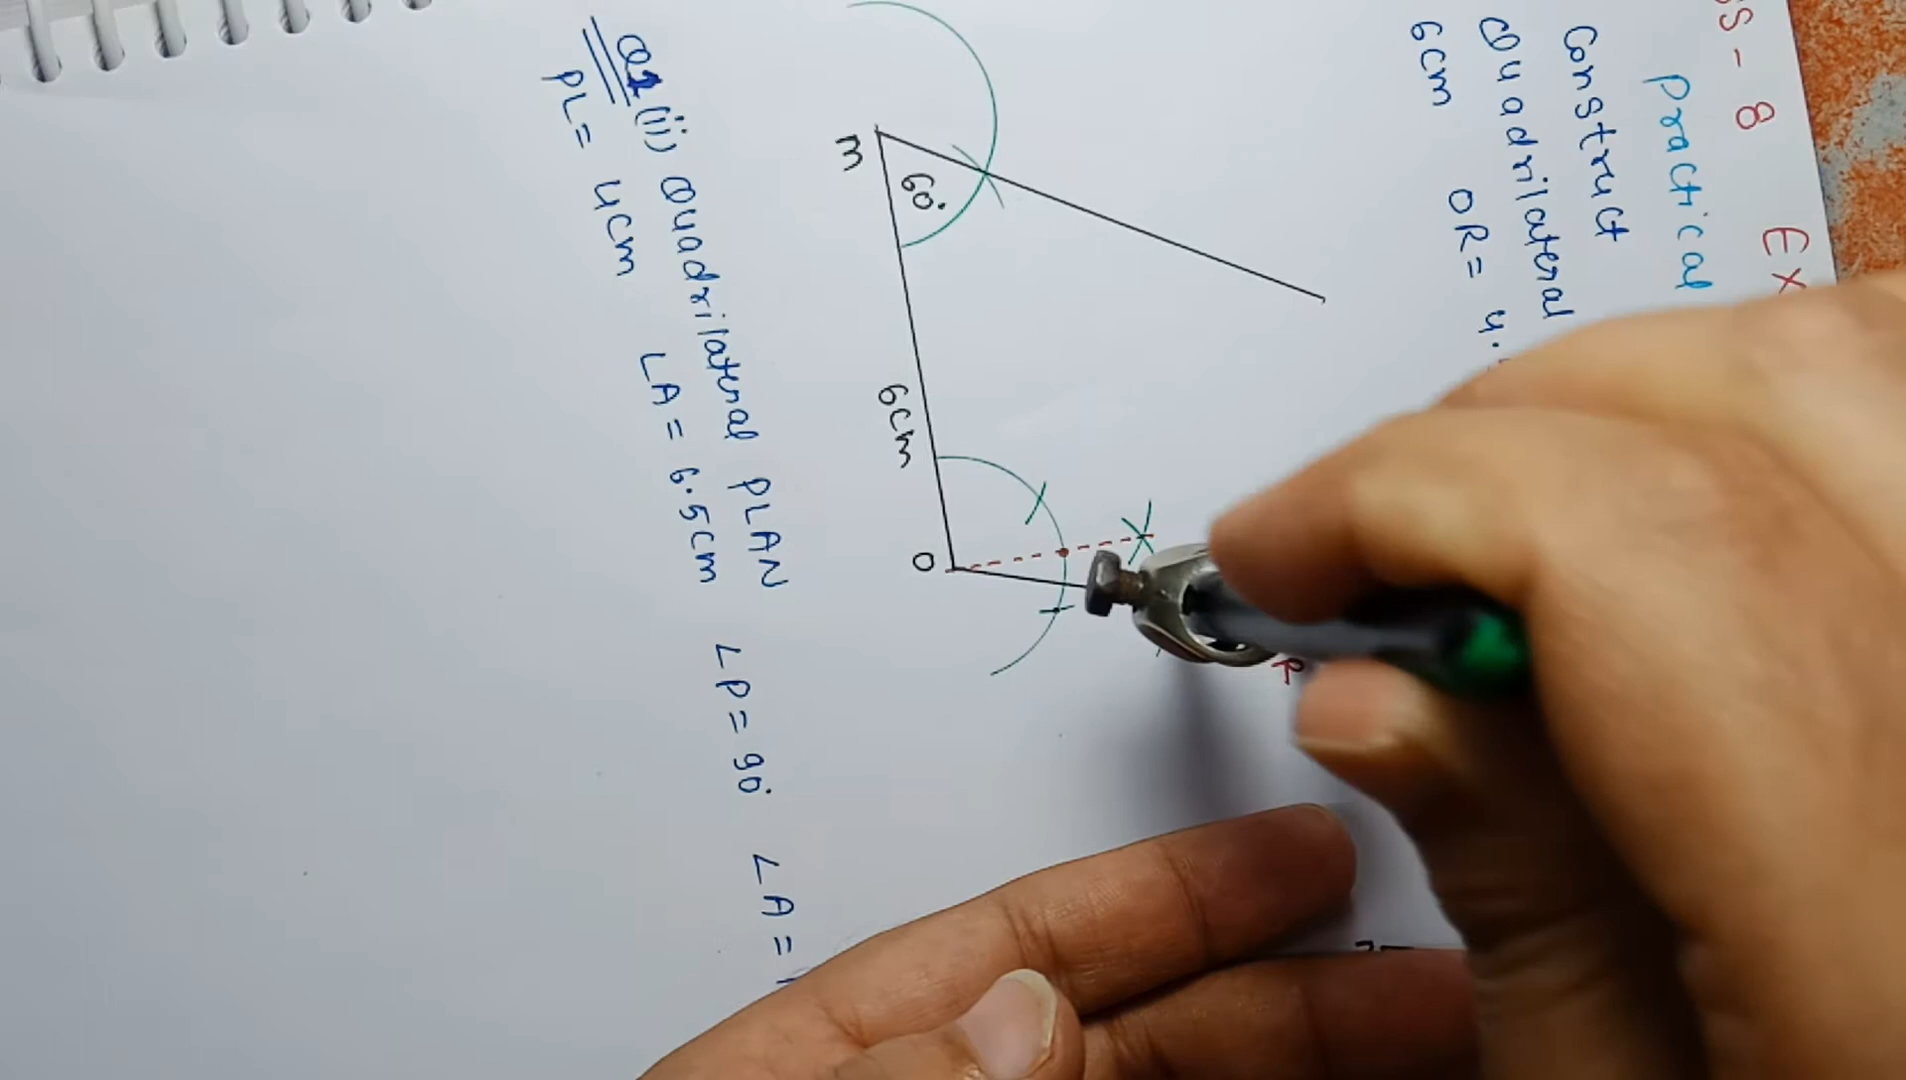 SS-8 Ex
Practical
Construct
Quadrilateral
6cm OR= 4.
R
m
60°
6cm
O
Q2 (ii) Quadrilateral PLAN
PL= 4cm LA= 6.5cm ∠P= 90° ∠A=